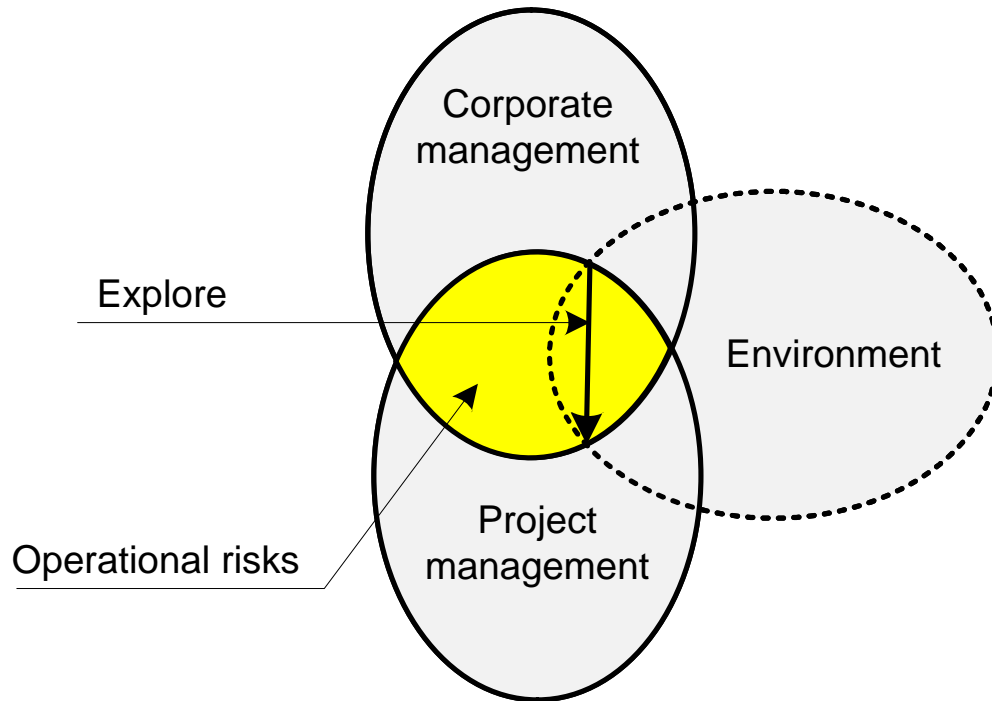 Corporate
management
Explore
Environment
Project
management
Operational risks